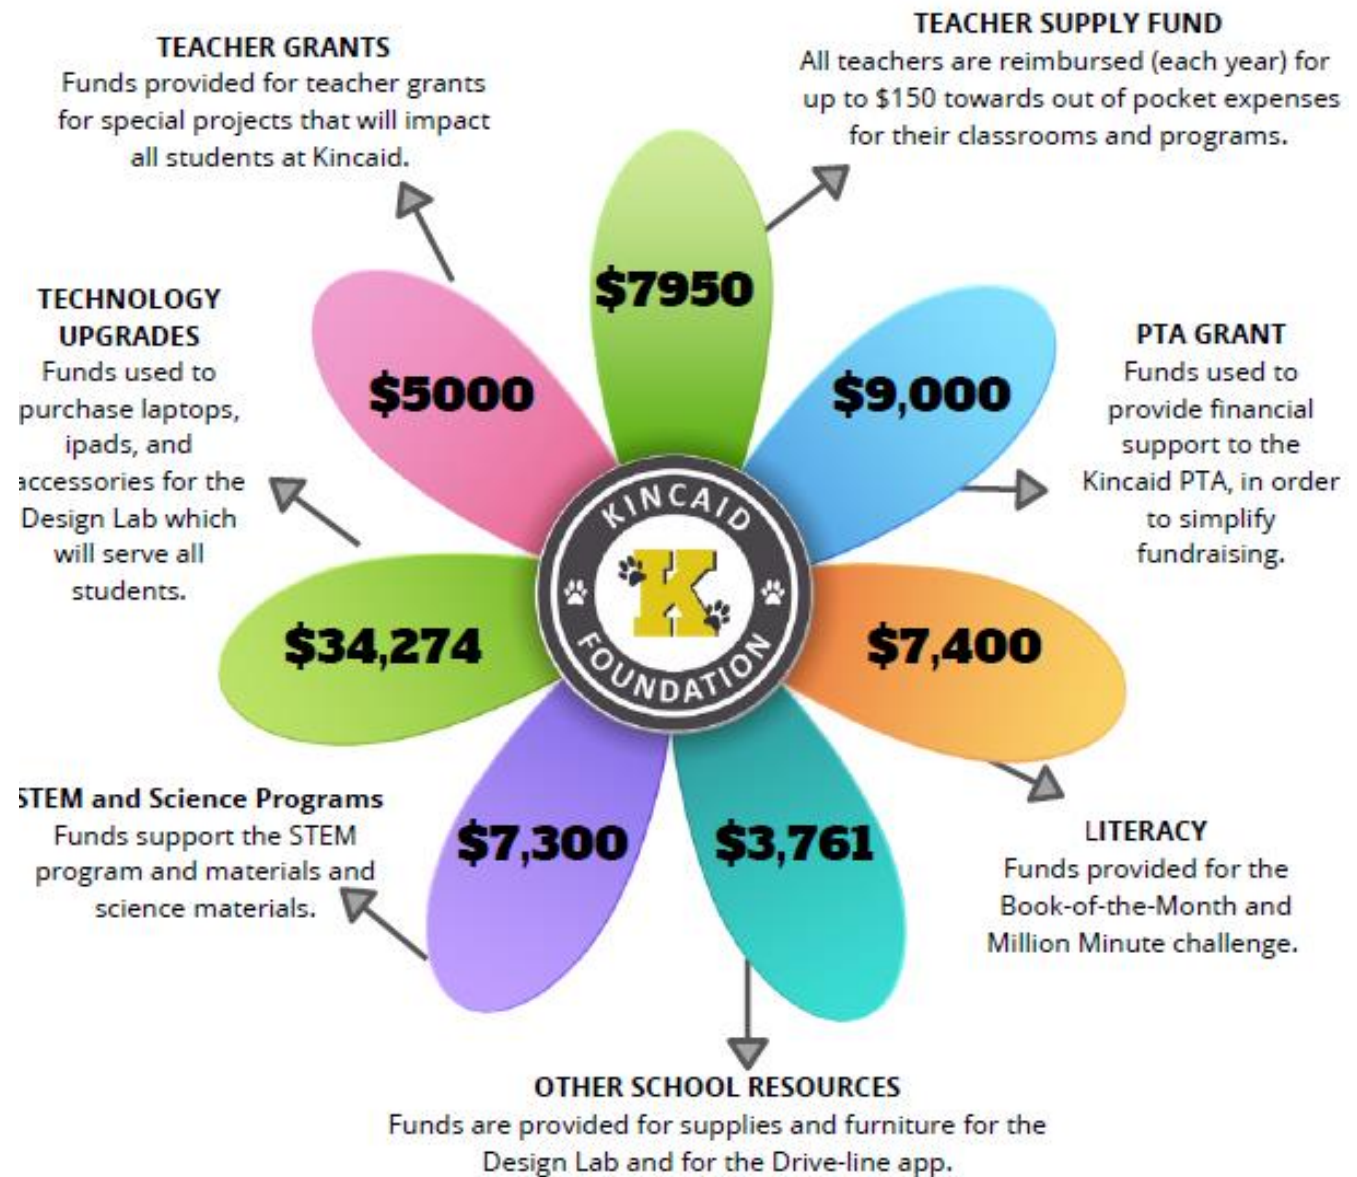 TEACHER GRANTS
Funds provided for teacher grants
for special projects that will impact
all students at Kincaid.
TEACHER SUPPLY FUND
All teachers are reimbursed (each year) for
up to $150 towards out of pocket expenses
for their classrooms and programs.
$7950
$5000
$9,000
TECHNOLOGY
UPGRADES
Funds used to
purchase laptops,
ipads, and
accessories for the
Design Lab which
will serve all
students.
PTA GRANT
Funds used to
provide financial
support to the
Kincaid PTA, in order
to simplify
fundraising.
KINCAID
K
FOUNDATION
$34,274
$7,400
$7,300
$3,761
STEM and Science Programs
Funds support the STEM
program and materials and
science materials.
LITERACY
Funds provided for the
Book-of-the-Month and
Million Minute challenge.
OTHER SCHOOL RESOURCES
Funds are provided for supplies and furniture for the
Design Lab and for the Drive-line app.